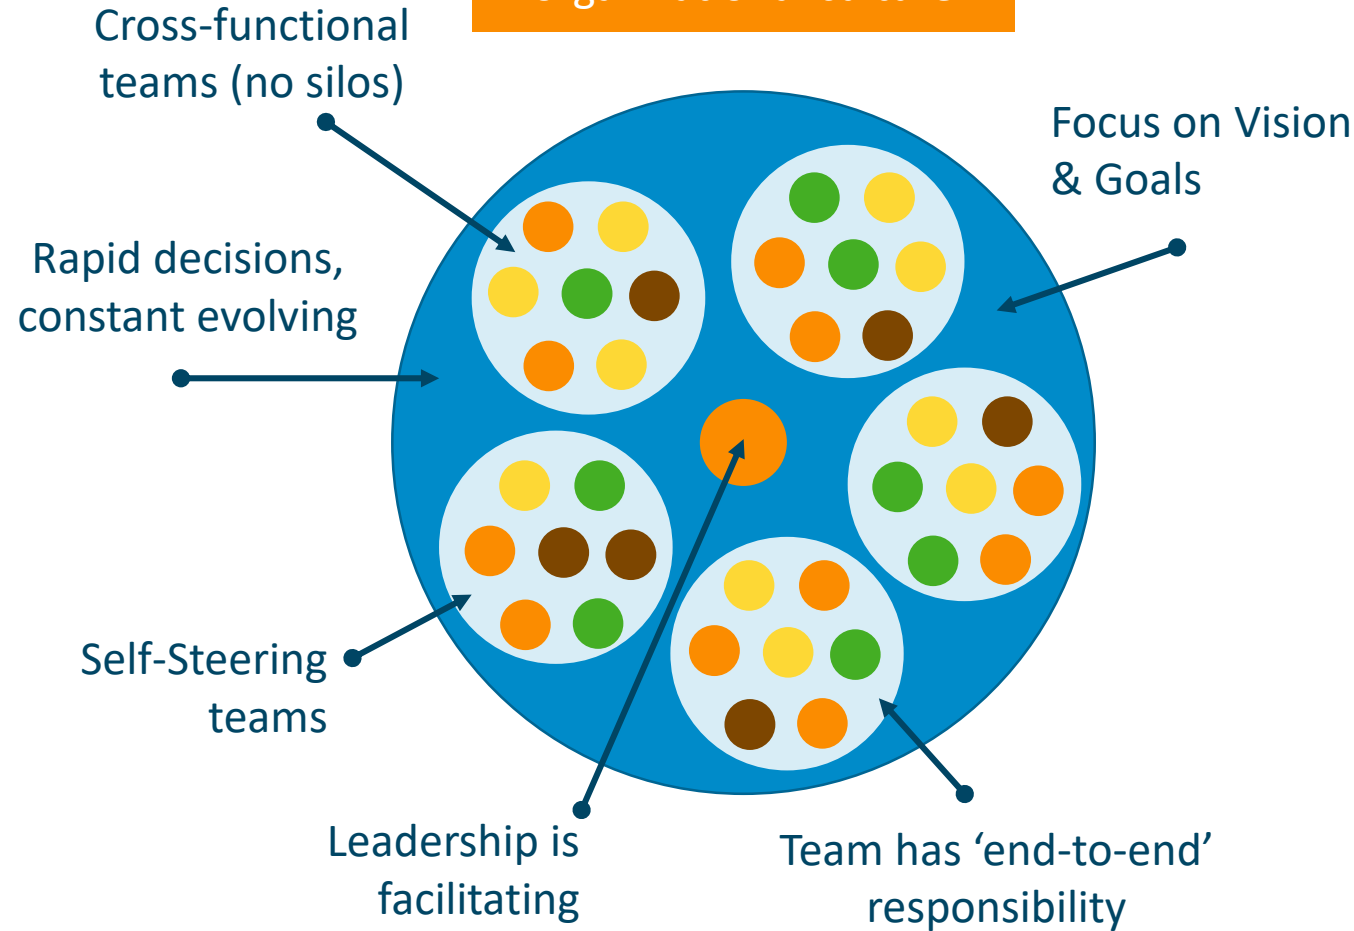 Cross-functional
teams (no silos)
Focus on Vision
& Goals
Rapid decisions,
constant evolving
Self-Steering
teams
Leadership is
facilitating
Team has ‘end-to-end’
responsibility